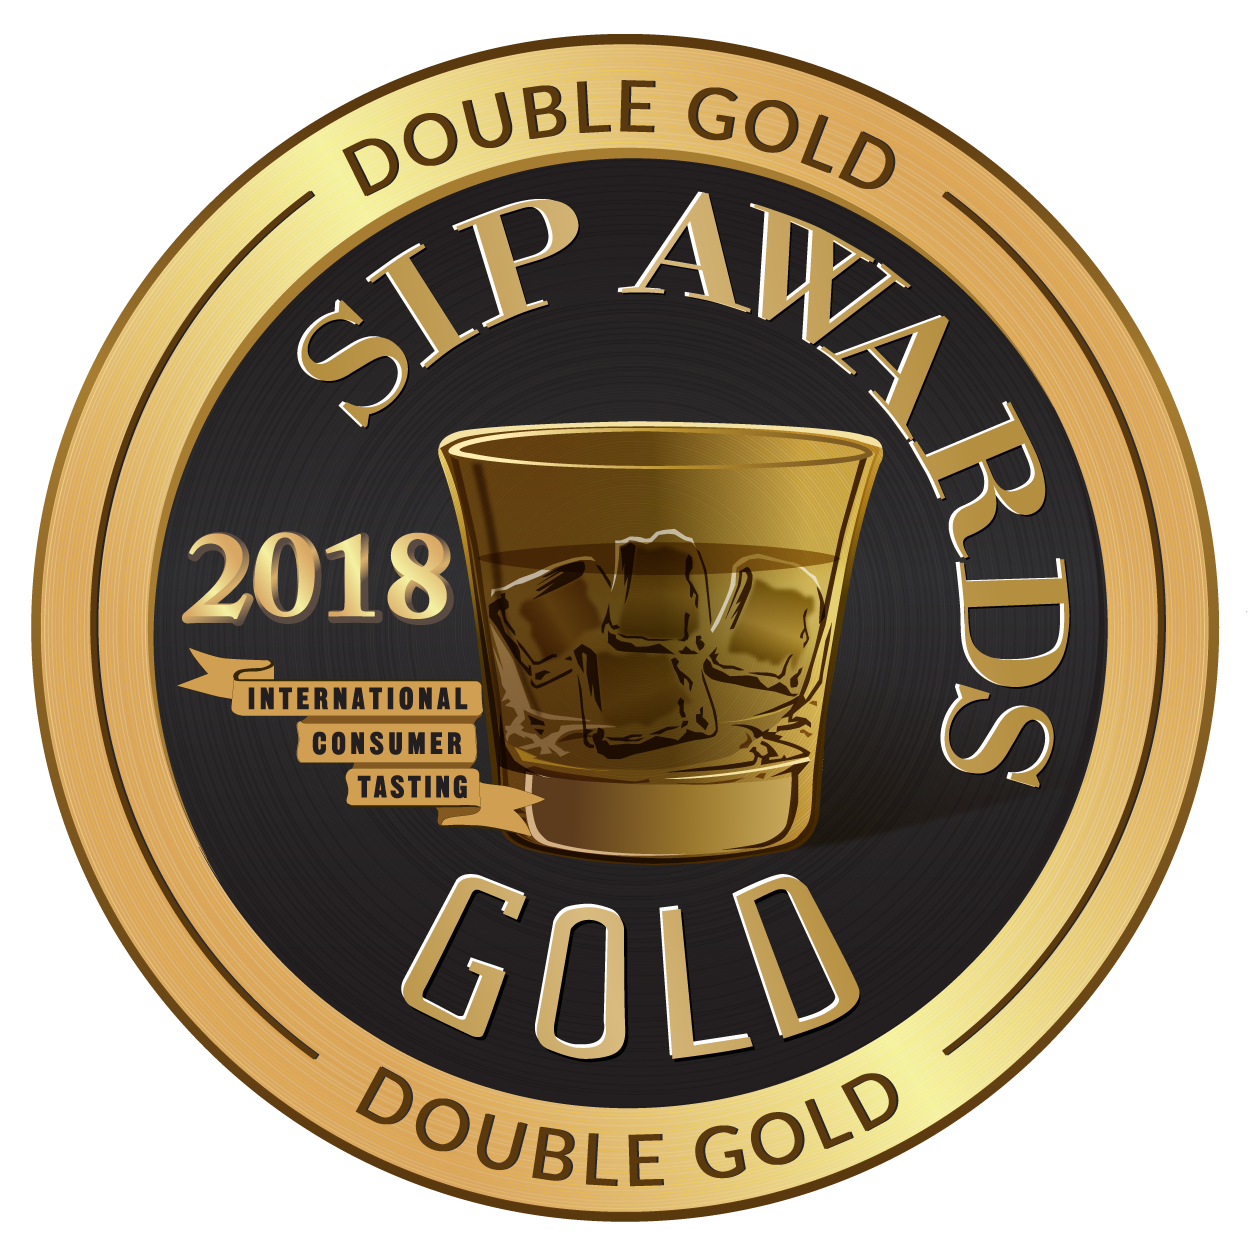 DOUBLE GOLD
SIP AWARDS
2018
INTERNATIONAL
CONSUMER
TASTING
GOLD
DOUBLE GOLD